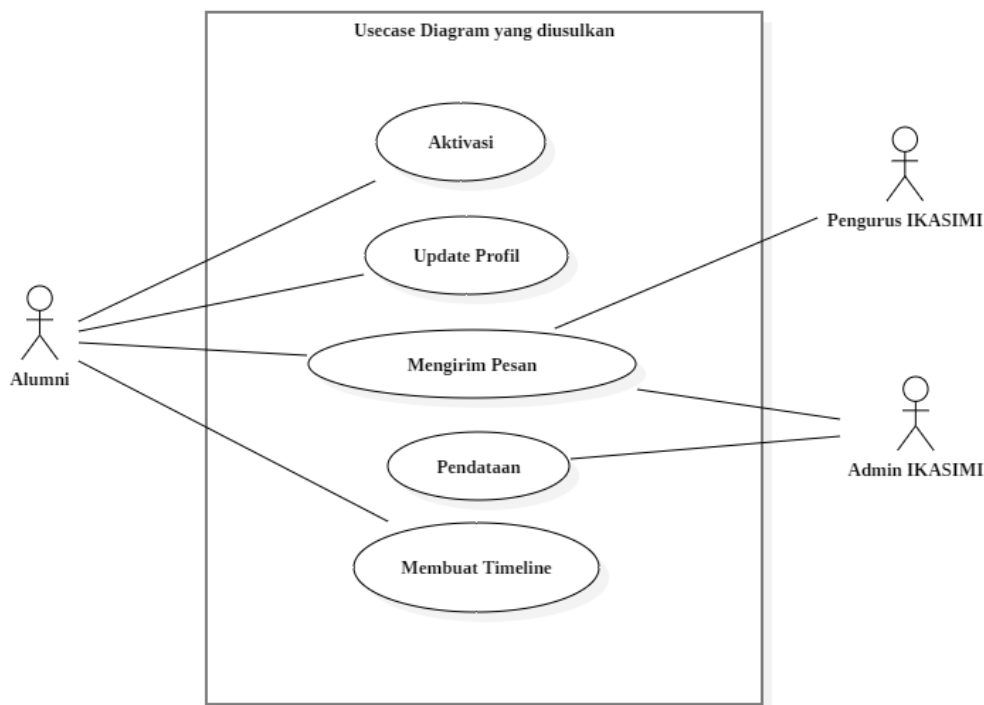 Usecase Diagram yang diusulkan
Aktivasi
Pengurus IKASIMI
Update Profil
Mengirim Pesan
Alumni
Pendataan
Admin IKASIMI
Membuat Timeline